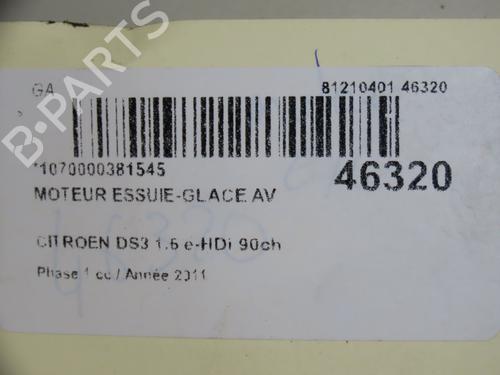 GA
81210401 46320
*1070000381545
46320
MOTEUR ESSUIE-GLACE AV
CITROEN DS3 1.6 e-HDi 90ch
Phase 1 cc / Année 2011
46320
B-PARTS